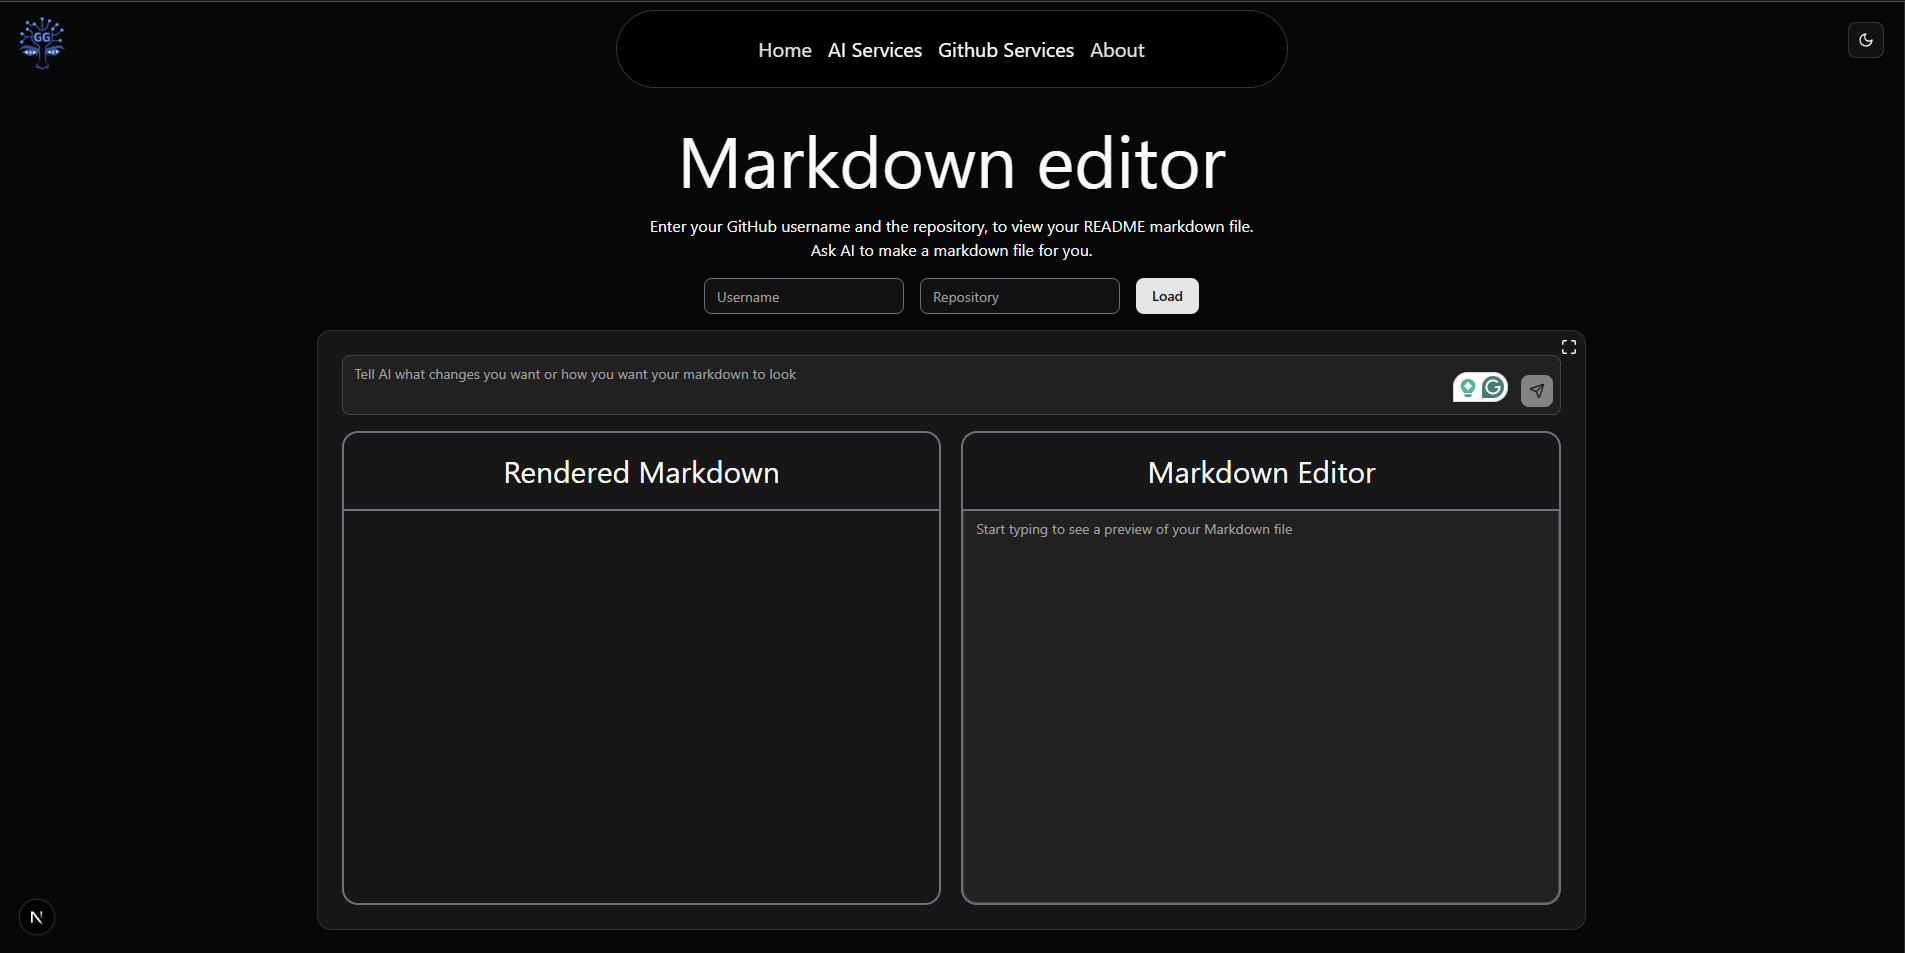 GG
Home AI Services Github Services About
Markdown editor
Enter your GitHub username and the repository, to view your README markdown file.
Ask AI to make a markdown file for you.
Username Repository Load
Tell AI what changes you want or how you want your markdown to look
Rendered Markdown
Markdown Editor
Start typing to see a preview of your Markdown file
N